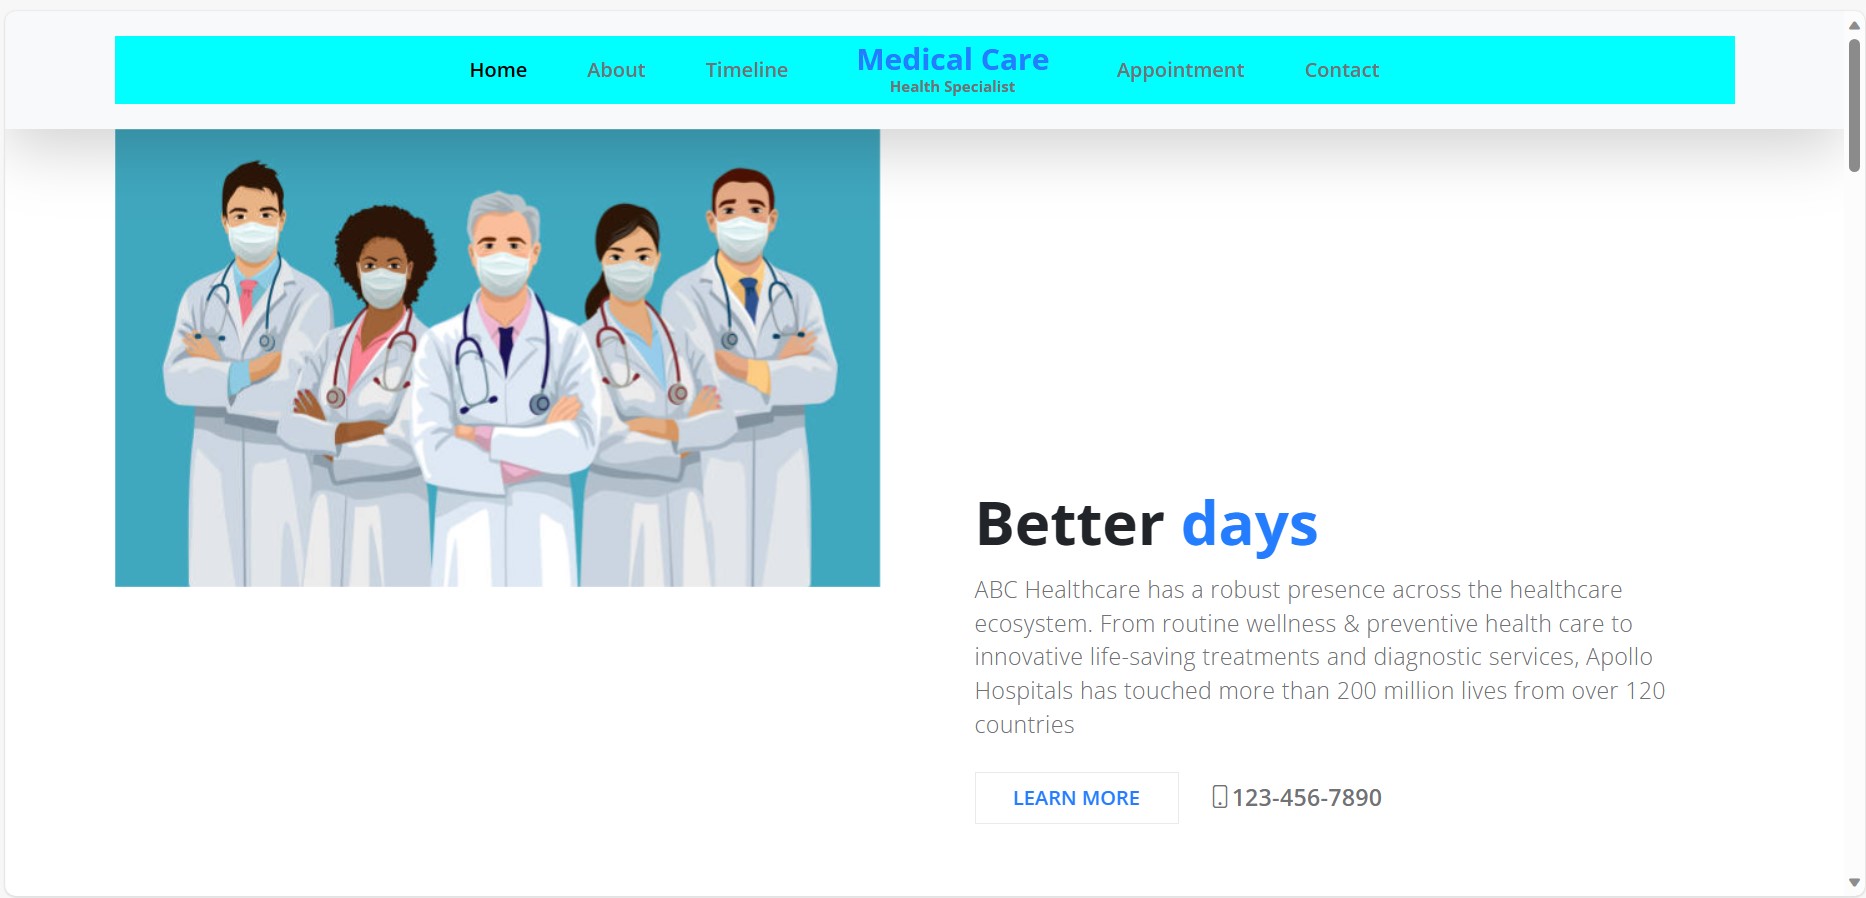 Home About Timeline Medical Care Appointment Contact
Health Specialist
Better days
ABC Healthcare has a robust presence across the healthcare
ecosystem. From routine wellness & preventive health care to
innovative life-saving treatments and diagnostic services, Apollo
Hospitals has touched more than 200 million lives from over 120
countries
LEARN MORE 123-456-7890